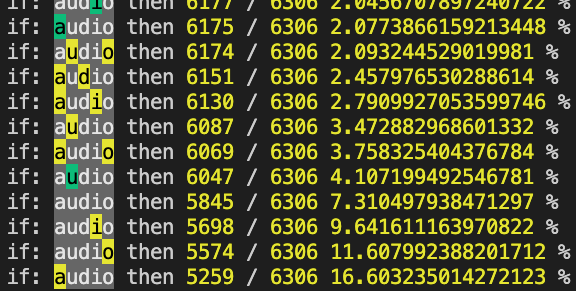 if: audio then 6177 / 6306 2.0456707897240722 %
if: audio then 6175 / 6306 2.0773866159213448 %
if: audio then 6174 / 6306 2.093244529019981 %
if: audio then 6151 / 6306 2.457976530288614 %
if: audio then 6130 / 6306 2.7909927053599746 %
if: audio then 6087 / 6306 3.472882968601332 %
if: audio then 6069 / 6306 3.758325404376784 %
if: audio then 6047 / 6306 4.107199492546781 %
if: audio then 5845 / 6306 7.310497938471297 %
if: audio then 5698 / 6306 9.641611163970822 %
if: audio then 5574 / 6306 11.607992388201712 %
if: audio then 5259 / 6306 16.603235014272123 %